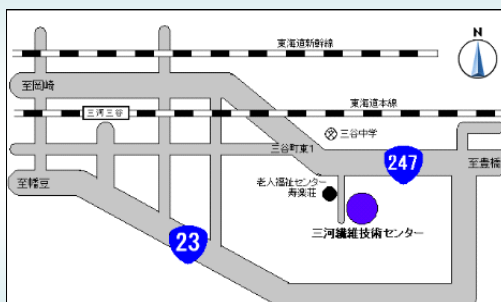 東海道新幹線
N
至岡崎
東海道本線
三河三谷
三谷中学
三谷町東1
247
至豊橋
老人福祉センター
寿楽荘
至幡豆
三河繊維技術センター
23